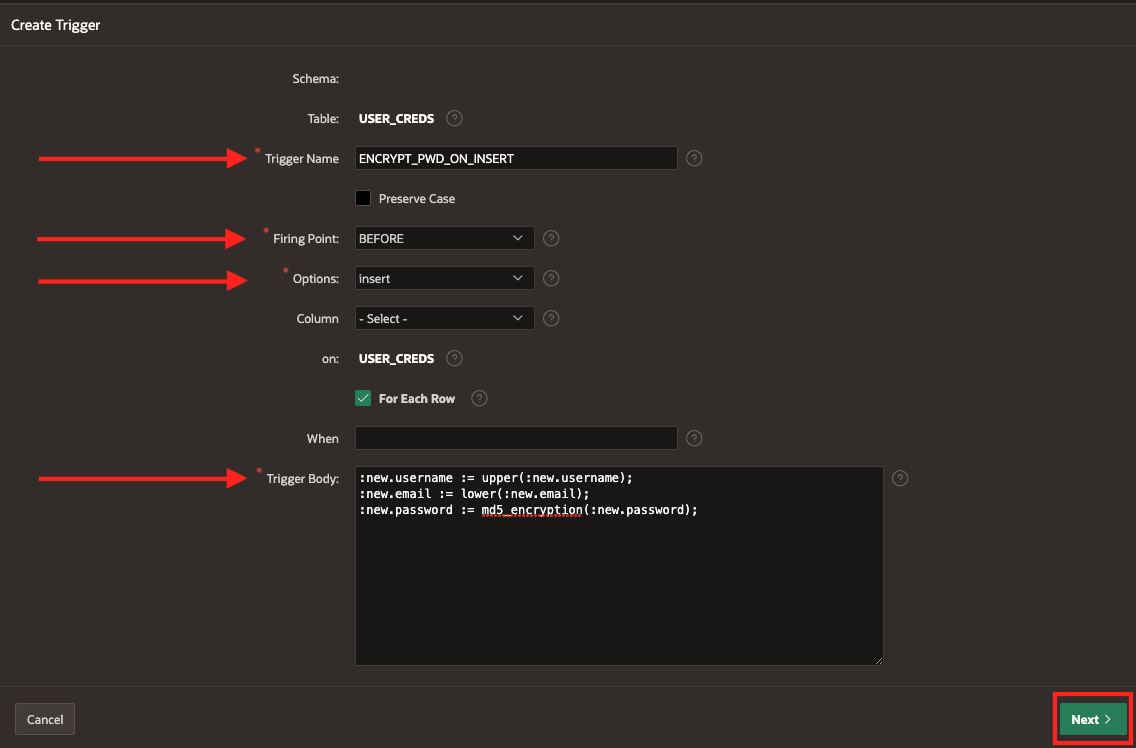 Create Trigger
Schema:
Table: USER_CREDS ?
* Trigger Name ENCRYPT_PWD_ON_INSERT ?
Preserve Case
* Firing Point: BEFORE ?
* Options: insert ?
Column - Select - ?
on: USER_CREDS ?
For Each Row ?
When ?
* Trigger Body: :new.username := upper(:new.username); ?
:new.email := lower(:new.email);
:new.password := md5_encryption(:new.password);
Cancel Next >